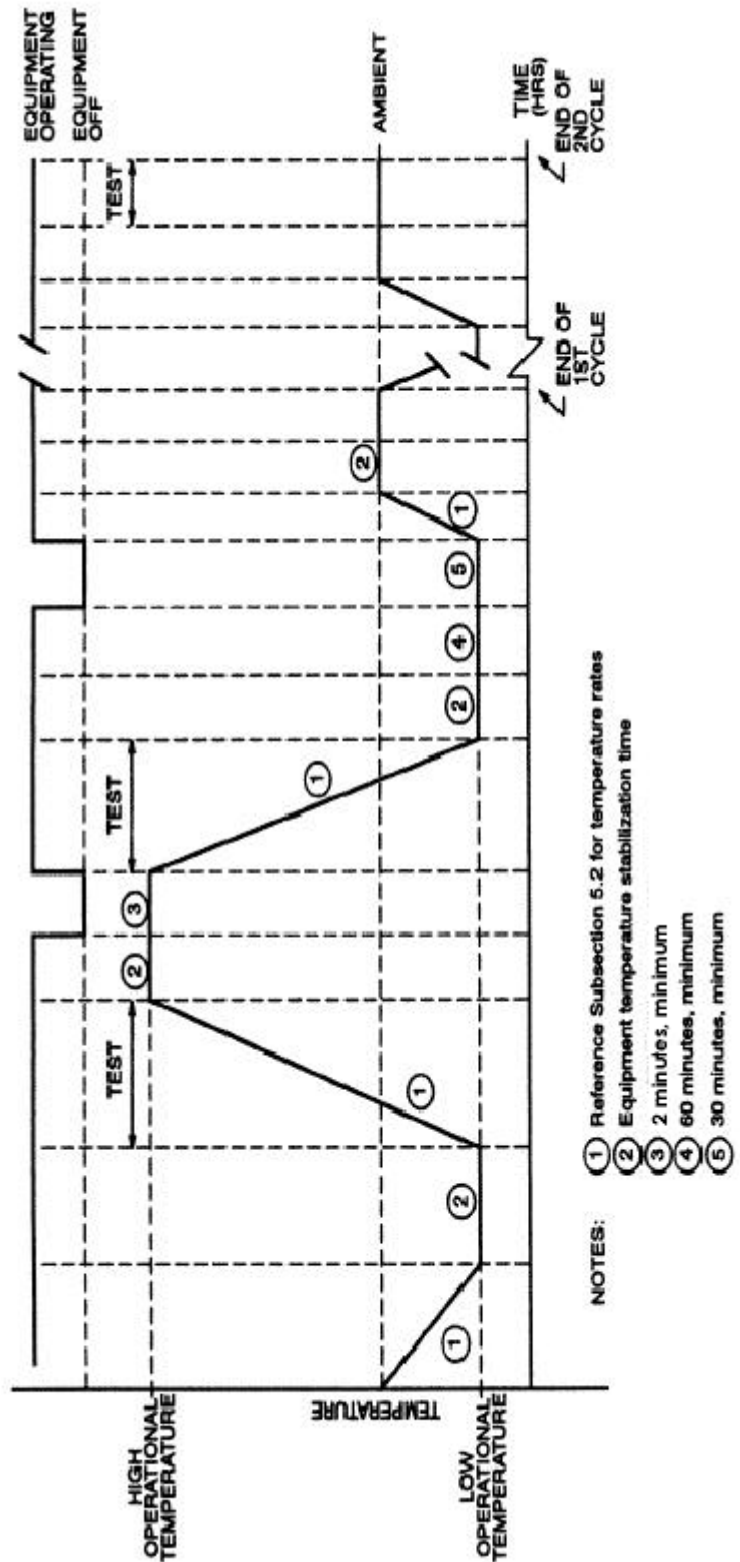 EQUIPMENT
OPERATING
EQUIPMENT
OFF
TEST
TEST
TEST
HIGH
OPERATIONAL
TEMPERATURE
TEMPERATURE
AMBIENT
LOW
OPERATIONAL
TEMPERATURE
1
2
1
2
3
1
2
4
5
1
2
TIME
(HRS)
END OF
1ST
CYCLE
END OF
2ND
CYCLE
NOTES:
1 Reference Subsection 5.2 for temperature rates
2 Equipment temperature stabilization time
3 2 minutes, minimum
4 60 minutes, minimum
5 30 minutes, minimum